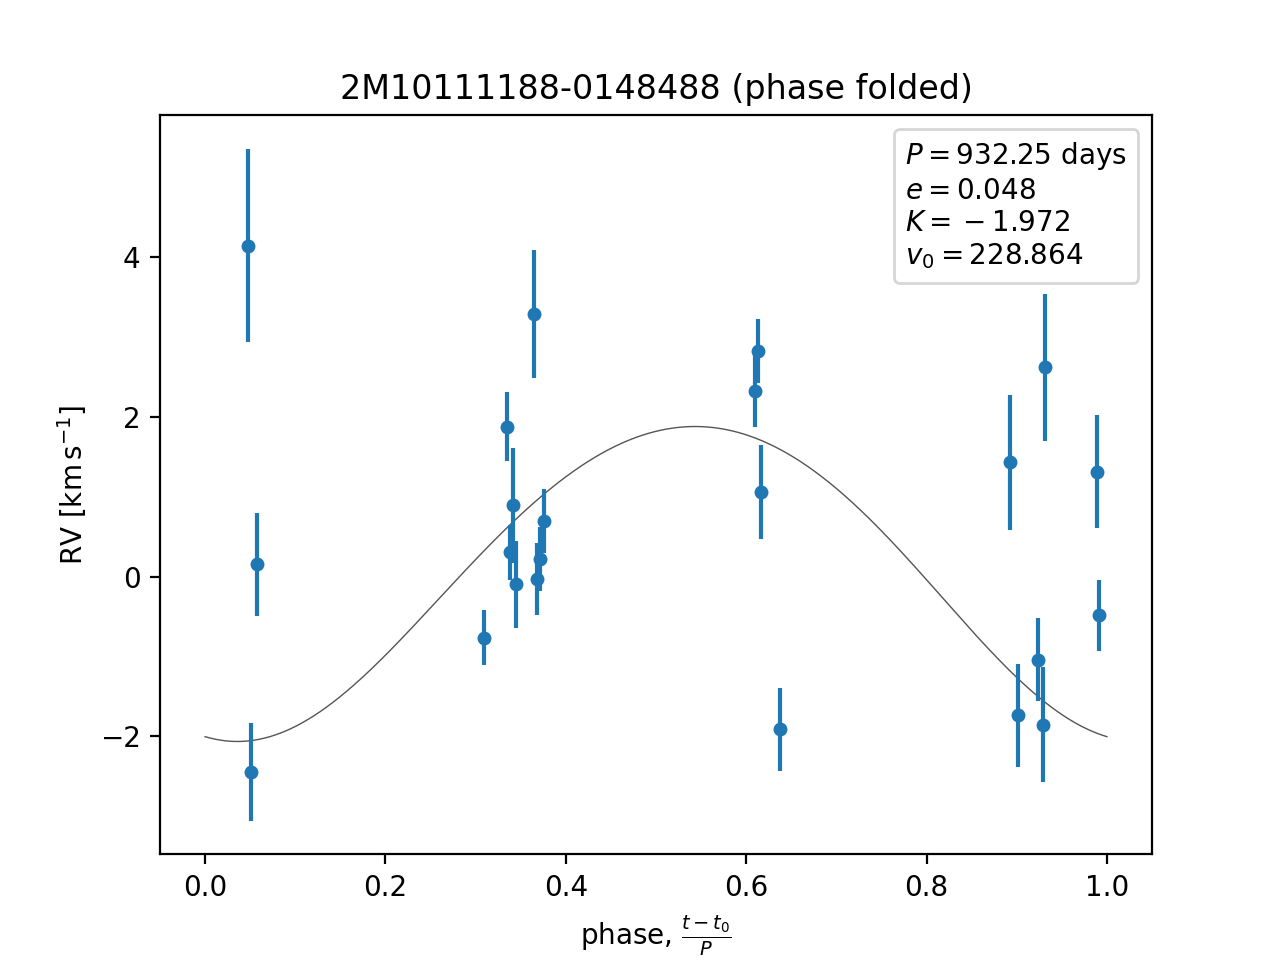 2M10111188-0148488 (phase folded)
P = 932.25 days
e = 0.048
K = −1.972
v₀ = 228.864
RV [km s⁻¹]
4
2
0
−2
0.0 0.2 0.4 0.6 0.8 1.0
phase, (t − t₀)/P